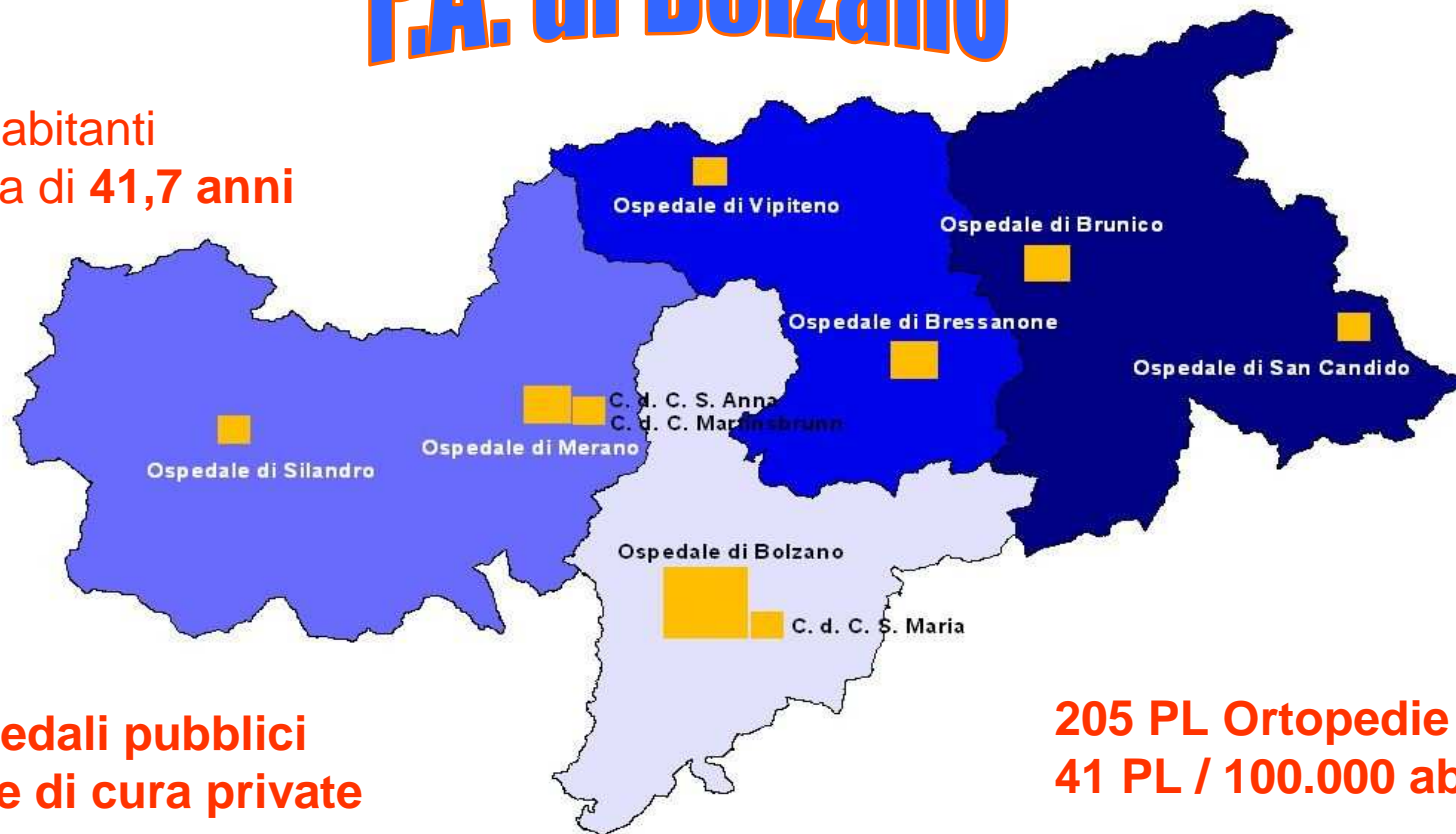 P.A. di Bolzano
abitanti
a di 41,7 anni
Ospedale di Vipiteno
Ospedale di Brunico
Ospedale di Bressanone
Ospedale di San Candido
C. d. C. S. Anna
C. d. C. Martinsbrunn
Ospedale di Merano
Ospedale di Silandro
Ospedale di Bolzano
C. d. C. S. Maria
edali pubblici
e di cura private
205 PL Ortopedie
41 PL / 100.000 ab